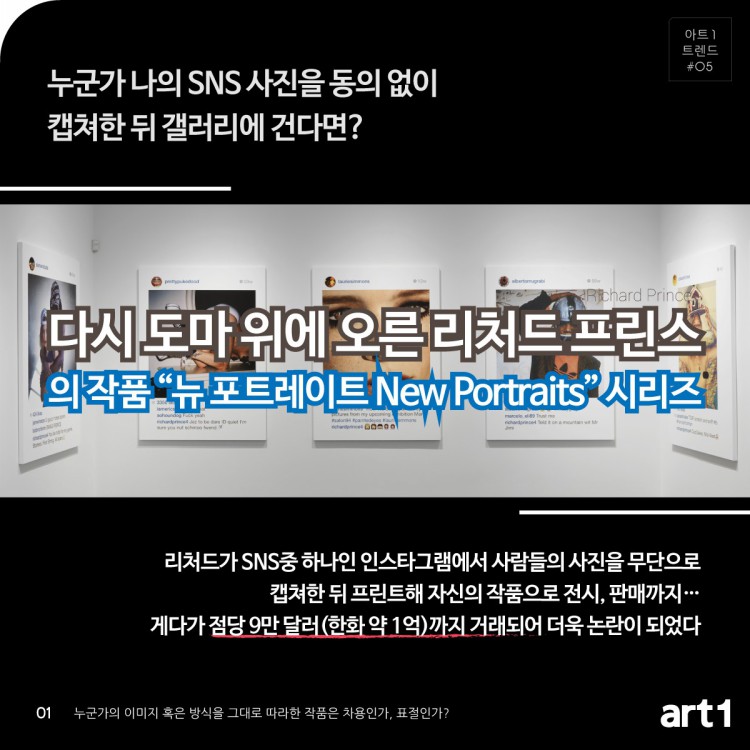 아트1
트렌드
#05
누군가 나의 SNS 사진을 동의 없이
캡쳐한 뒤 갤러리에 건다면?
Richard Prince
다시 도마 위에 오른 리처드 프린스
의 작품 “뉴 포트레이트 New Portraits” 시리즈
리처드가 SNS중 하나인 인스타그램에서 사람들의 사진을 무단으로
캡쳐한 뒤 프린트해 자신의 작품으로 전시, 판매까지…
게다가 점당 9만 달러(한화 약 1억)까지 거래되어 더욱 논란이 되었다
01 누군가의 이미지 혹은 방식을 그대로 따라한 작품은 차용인가, 표절인가?
art1